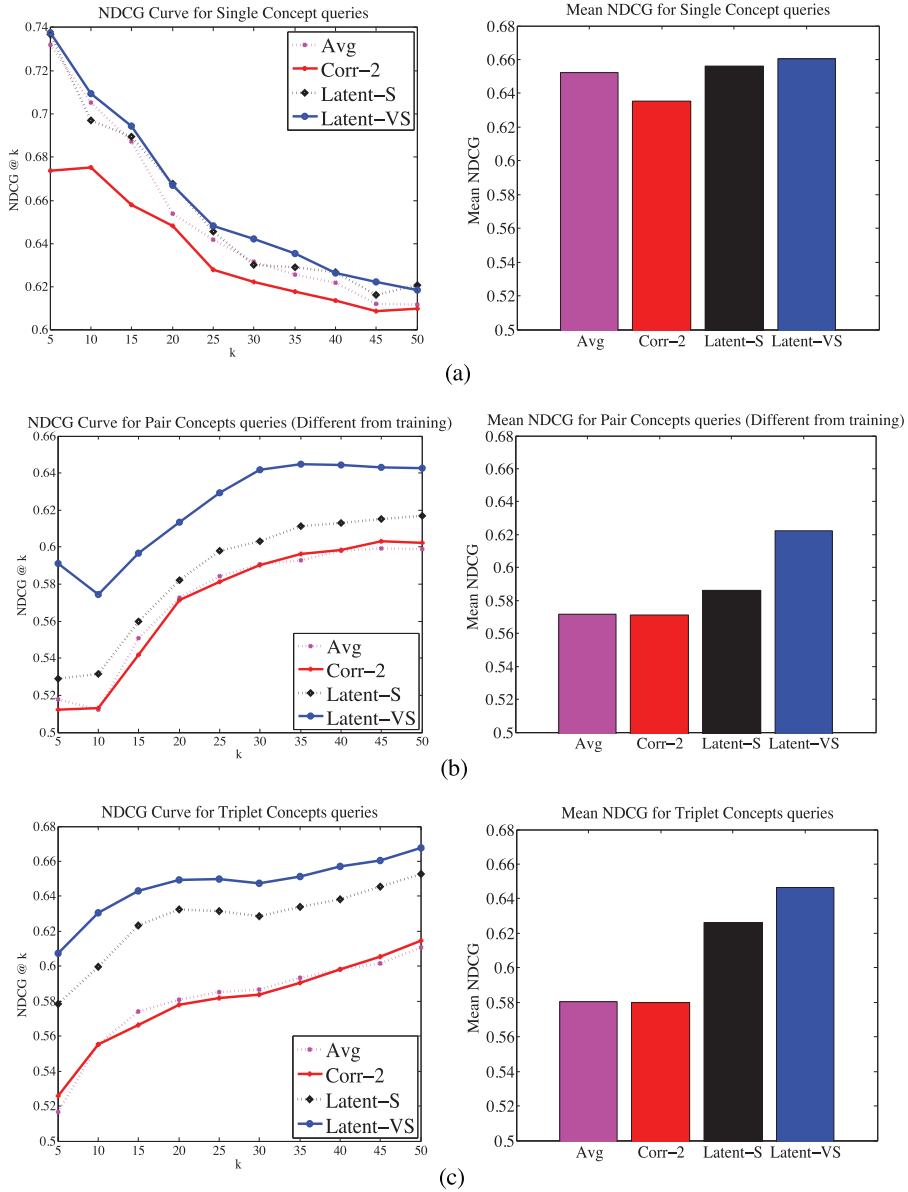 NDCG Curve for Single Concept queries
0.74
0.72
0.7
0.68
0.66
0.64
0.62
0.6
NDCG @ k
5 10 15 20 25 30 35 40 45 50
k
Avg
Corr-2
Latent-S
Latent-VS
Mean NDCG for Single Concept queries
0.68
0.66
0.64
0.62
0.6
0.58
0.56
0.54
0.52
0.5
Mean NDCG
Avg Corr-2 Latent-S Latent-VS
(a)
NDCG Curve for Pair Concepts queries (Different from training)
0.66
0.64
0.62
0.6
0.58
0.56
0.54
0.52
0.5
NDCG @ k
5 10 15 20 25 30 35 40 45 50
k
Avg
Corr-2
Latent-S
Latent-VS
Mean NDCG for Pair Concepts queries (Different from training)
0.68
0.66
0.64
0.62
0.6
0.58
0.56
0.54
0.52
0.5
Mean NDCG
Avg Corr-2 Latent-S Latent-VS
(b)
NDCG Curve for Triplet Concepts queries
0.68
0.66
0.64
0.62
0.6
0.58
0.56
0.54
0.52
0.5
NDCG @ k
5 10 15 20 25 30 35 40 45 50
k
Avg
Corr-2
Latent-S
Latent-VS
Mean NDCG for Triplet Concepts queries
0.68
0.66
0.64
0.62
0.6
0.58
0.56
0.54
0.52
0.5
Mean NDCG
Avg Corr-2 Latent-S Latent-VS
(c)